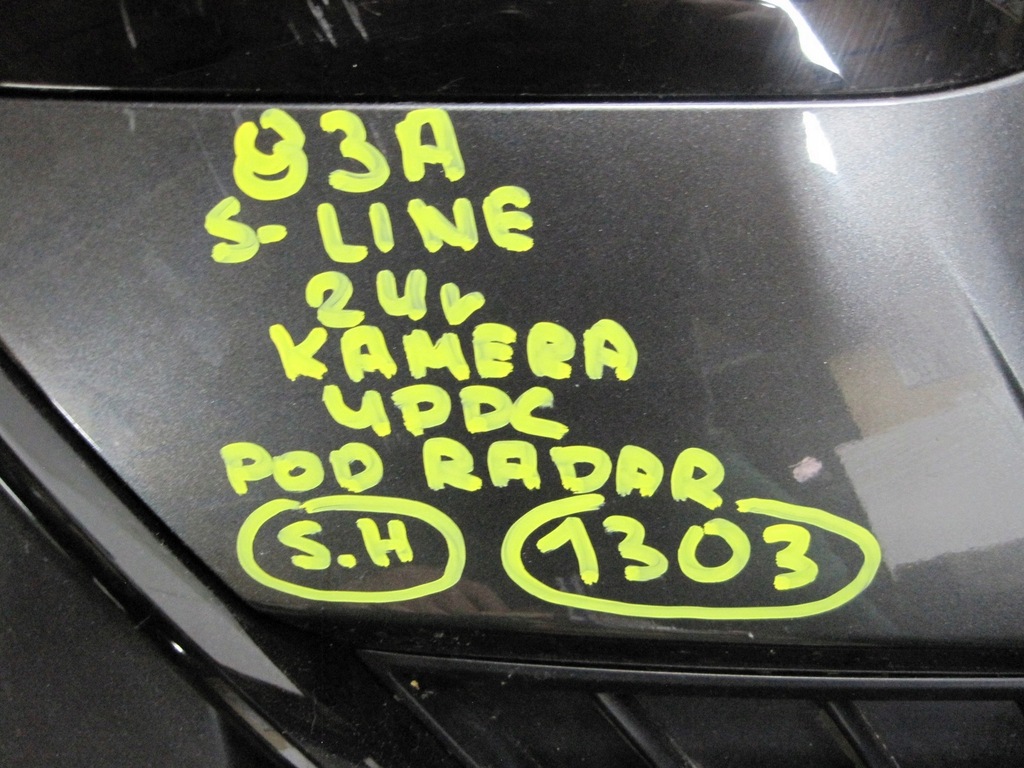 83A
S-LINE
24v
KAMERA
4PDC
POD RADAR
S.H 1303